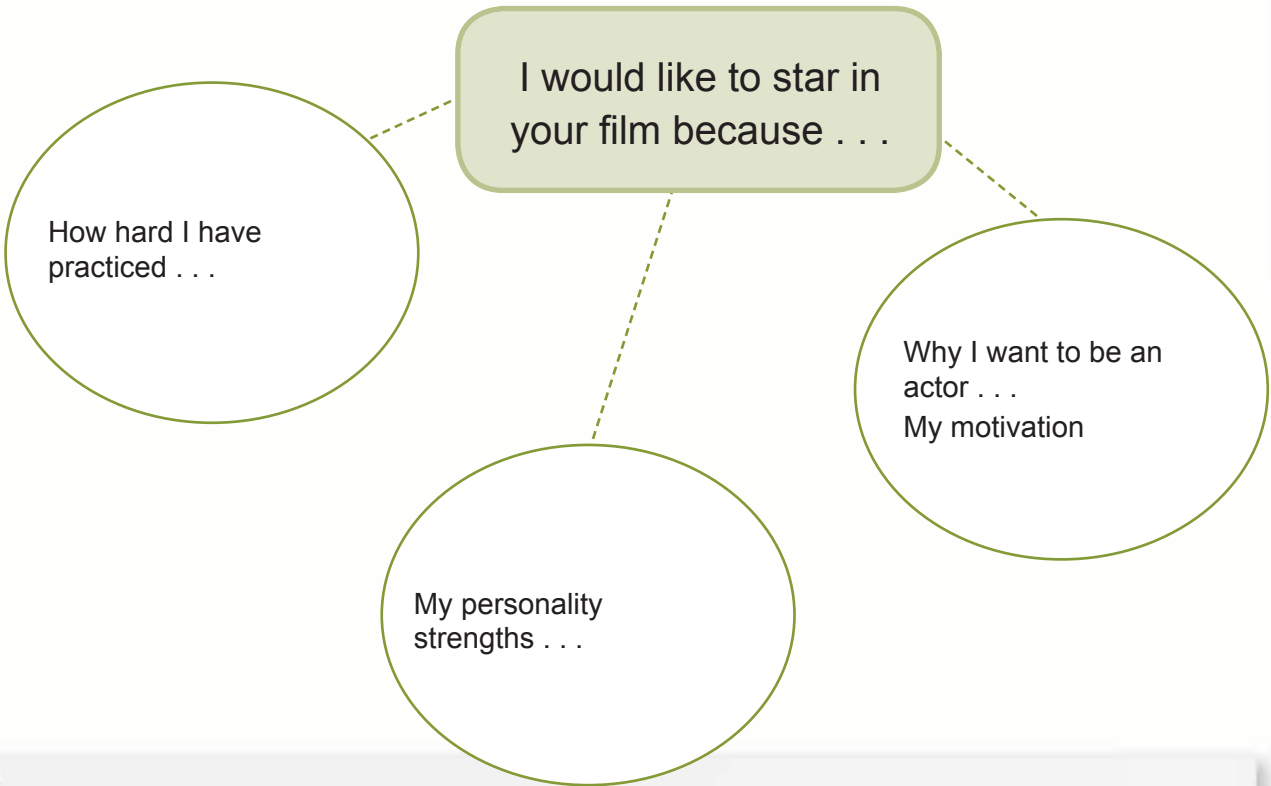 I would like to star in
your film because . . .
How hard I have
practiced . . .
My personality
strengths . . .
Why I want to be an
actor . . .
My motivation